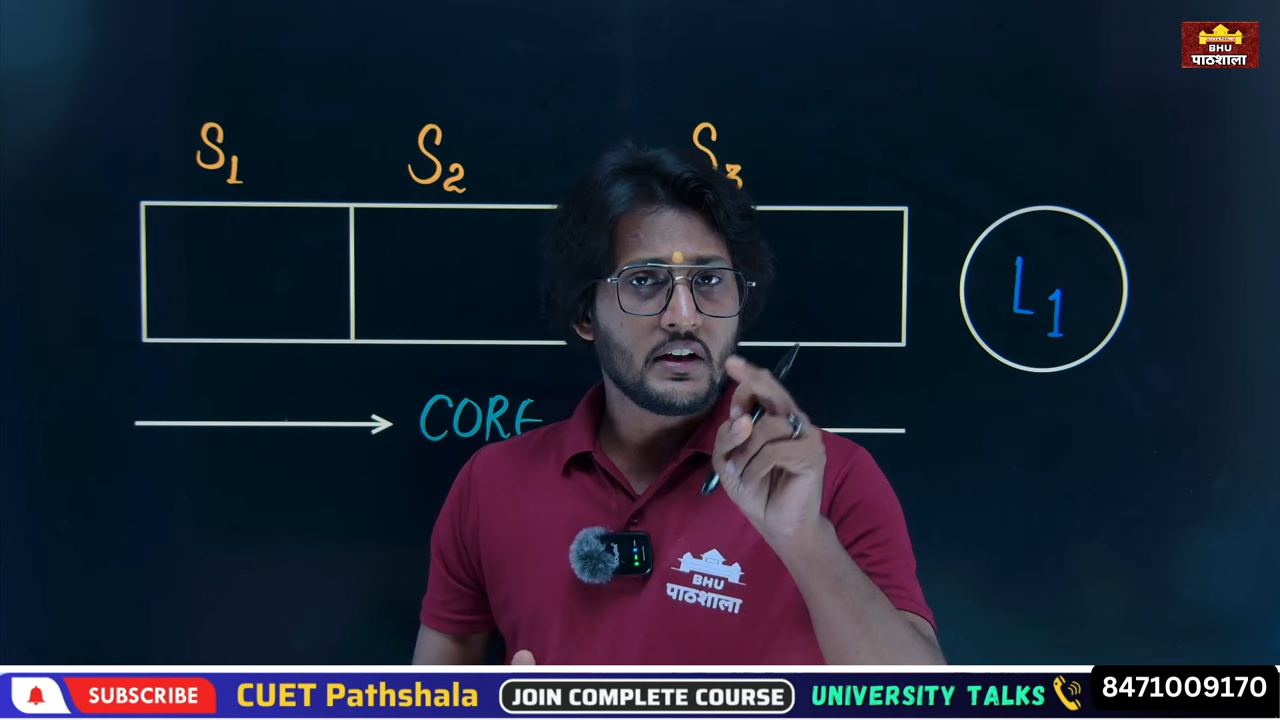 BHU
पाठशाला
S1 S2 S3
L1
CORE
BHU
पाठशाला
SUBSCRIBE CUET Pathshala JOIN COMPLETE COURSE UNIVERSITY TALKS 8471009170